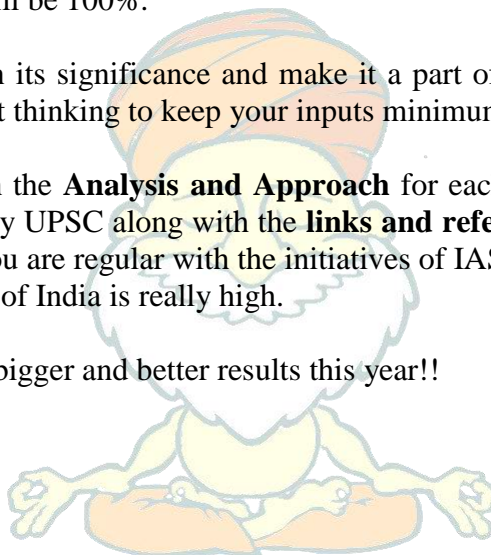 be 100%.
its significance and make it a part of
thinking to keep your inputs minimum
the Analysis and Approach for each
y UPSC along with the links and refe
ou are regular with the initiatives of IAS
of India is really high.
bigger and better results this year!!